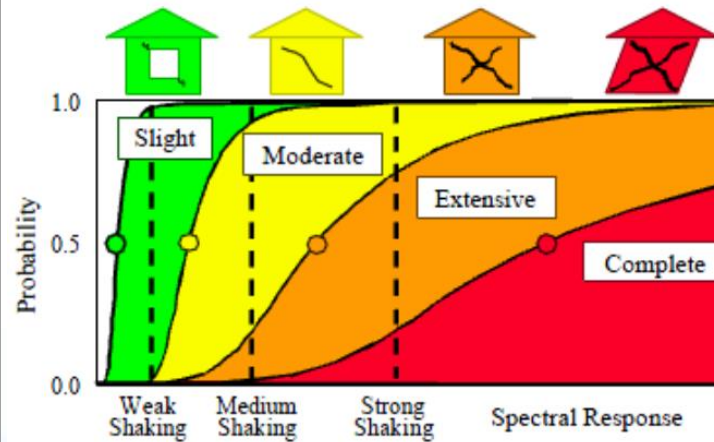 1.0
Slight
Moderate
Extensive
0.5
Complete
Probability
0.0
Weak
Shaking
Medium
Shaking
Strong
Shaking
Spectral Response